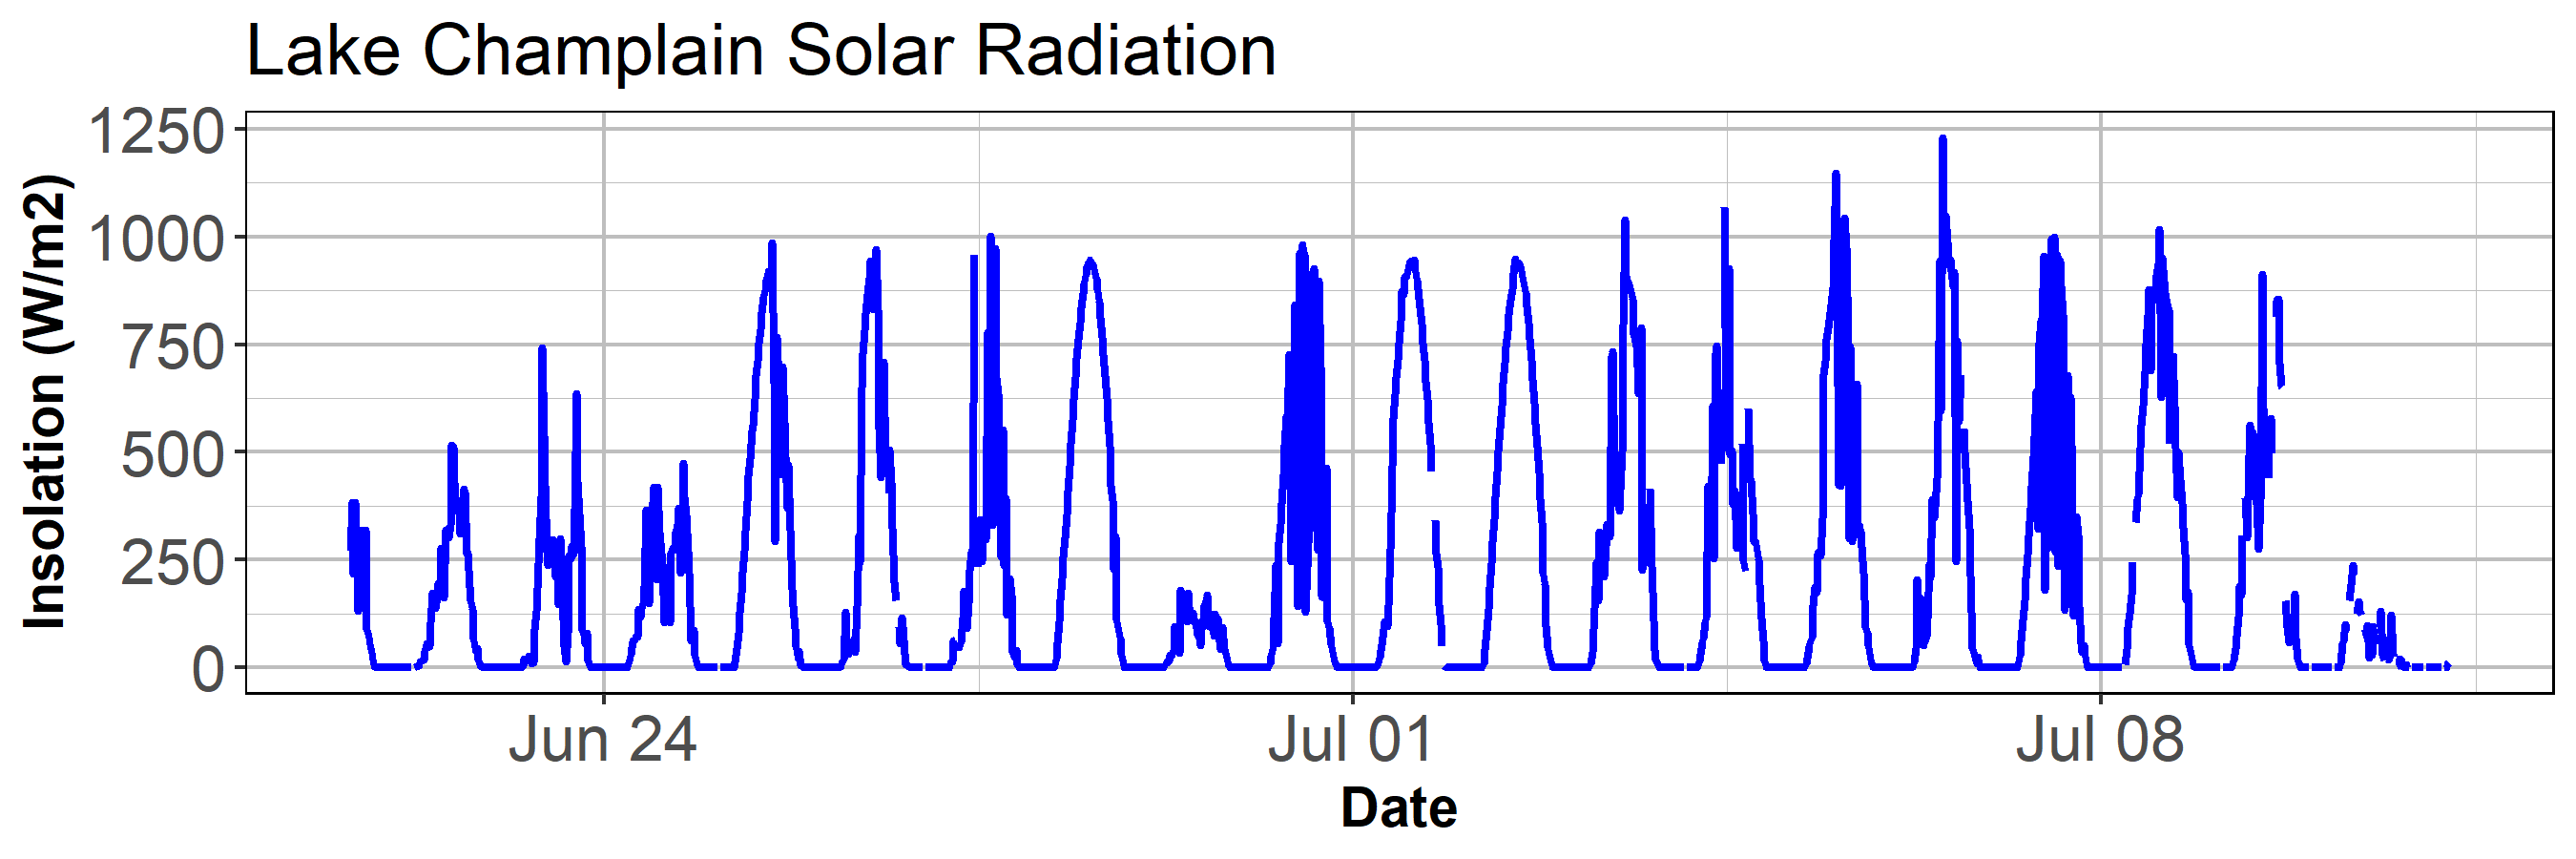 Lake Champlain Solar Radiation
1250
1000
750
500
250
0
Insolation (W/m2)
Jun 24
Jul 01
Jul 08
Date